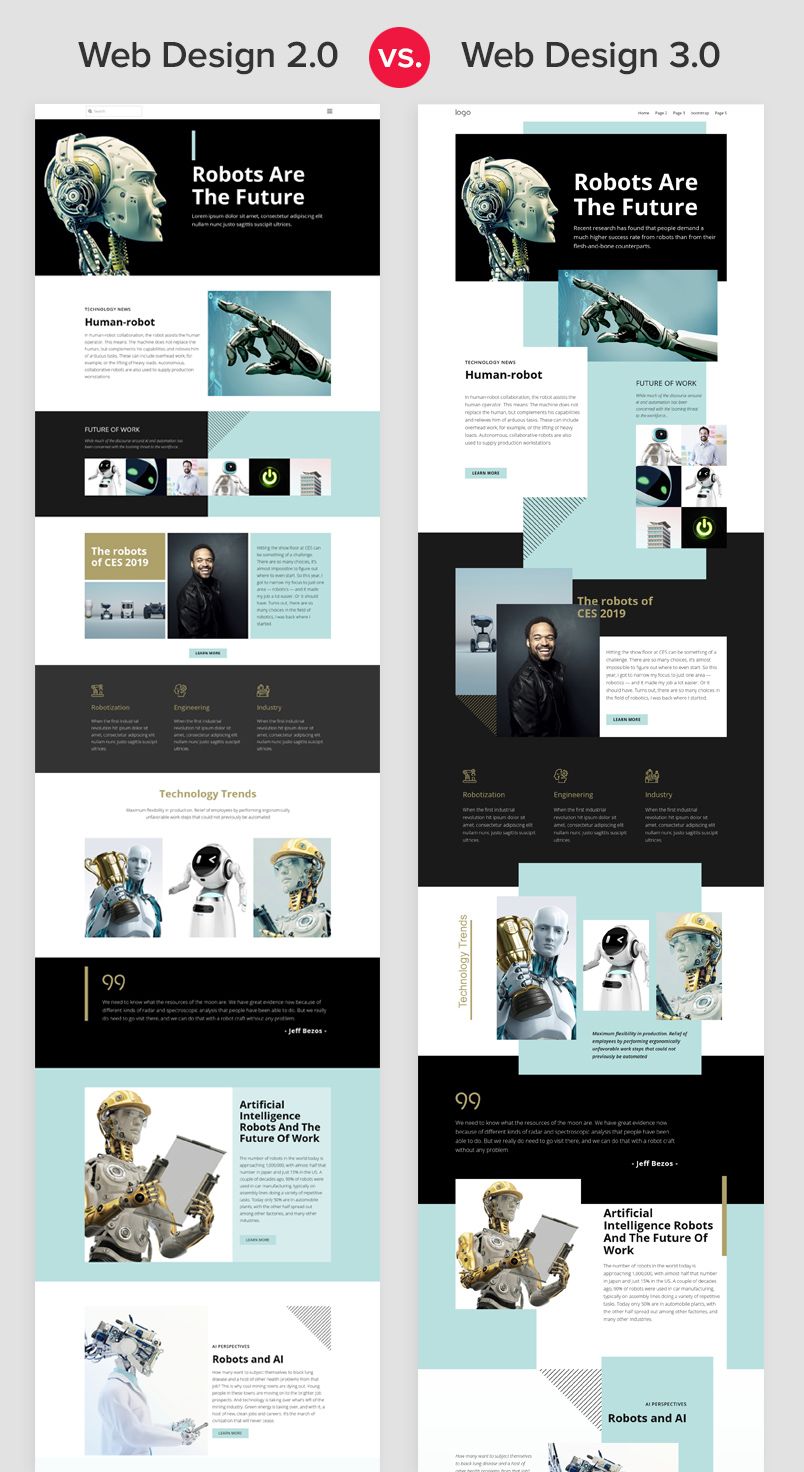 Web Design 2.0
vs.
Web Design 3.0
Search
Robots Are
The Future
Lorem ipsum dolor sit amet, consectetur adipiscing elit
nullam nunc justo sagittis suscipit ultrices.
TECHNOLOGY NEWS
Human-robot
In human-robot collaboration, the robot assists the human
operator. This means: The machine does not replace the
human, but complements his capabilities and relieves him
of arduous tasks. These can include overhead work, for
example, or the lifting of heavy loads. Autonomous,
collaborative robots are also used to supply production
workstations
FUTURE OF WORK
While much of the discourse around AI and automation has
been concerned with the looming threat to the workforce.
The robots
of CES 2019
Hitting the show floor at CES can
be something of a challenge.
There are so many choices, it's
almost impossible to figure out
where to even start. So this year, I
got to narrow my focus to just one
area — robotics — and it made
my job a lot easier. Or it should
have. Turns out, there are so
many choices in the field of
robotics, I was back where I
started.
LEARN MORE
Robotization
When the first industrial
revolution hit ipsum dolor sit
amet, consectetur adipiscing elit
nullam nunc justo sagittis suscipit
ultrices.
Engineering
When the first industrial
revolution hit ipsum dolor sit
amet, consectetur adipiscing elit
nullam nunc justo sagittis suscipit
ultrices.
Industry
When the first industrial
revolution hit ipsum dolor sit
amet, consectetur adipiscing elit
nullam nunc justo sagittis suscipit
ultrices.
Technology Trends
Maximum flexibility in production. Relief of employees by performing ergonomically
unfavorable work steps that could not previously be automated
We need to know what the resources of the moon are. We have great evidence now because of
different kinds of radar and spectroscopic analysis that people have been able to do. But we really
do need to go visit there, and we can do that with a robot craft without any problem
- Jeff Bezos -
Artificial
Intelligence
Robots And The
Future Of Work
The number of robots in the world today is
approaching 1,000,000, with almost half that
number in Japan and just 15% in the US. A
couple of decades ago, 90% of robots were
used in car manufacturing, typically on
assembly lines doing a variety of repetitive
tasks. Today only 50% are in automobile
plants, with the other half spread out
among other factories, and many other
industries.
LEARN MORE
AI PERSPECTIVES
Robots and AI
How many want to subject themselves to black lung
disease and a host of other health problems from that
job? This is why coal mining towns are dying out. Young
people in these towns are moving on to the brighter job
prospects. And technology is taking over what's left of the
mining industry. Green energy is taking over, and with it, a
host of new, clean jobs and careers. It's the march of
civilization that will never cease.
LEARN MORE
logo
Home Page 2 Page 3 bootstrap Page 5
Robots Are
The Future
Recent research has found that people demand a
much higher success rate from robots than from their
flesh-and-bone counterparts.
TECHNOLOGY NEWS
Human-robot
In human-robot collaboration, the robot assists the
human operator. This means: The machine does not
replace the human, but complements his capabilities
and relieves him of arduous tasks. These can include
overhead work, for example, or the lifting of heavy
loads. Autonomous, collaborative robots are also
used to supply production workstations
LEARN MORE
FUTURE OF WORK
While much of the discourse around
AI and automation has been
concerned with the looming threat
to the workforce.
The robots of
CES 2019
Hitting the show floor at CES can be something of a
challenge. There are so many choices, it's almost
impossible to figure out where to even start. So this
year, I got to narrow my focus to just one area —
robotics — and it made my job a lot easier. Or it
should have. Turns out, there are so many choices in
the field of robotics, I was back where I started.
LEARN MORE
Robotization
When the first industrial
revolution hit ipsum dolor sit
amet, consectetur adipiscing elit
nullam nunc justo sagittis suscipit
ultrices.
Engineering
When the first industrial
revolution hit ipsum dolor sit
amet, consectetur adipiscing elit
nullam nunc justo sagittis suscipit
ultrices.
Industry
When the first industrial
revolution hit ipsum dolor sit
amet, consectetur adipiscing elit
nullam nunc justo sagittis suscipit
ultrices.
Technology Trends
Maximum flexibility in production. Relief of
employees by performing ergonomically
unfavorable work steps that could not
previously be automated
We need to know what the resources of the moon are. We have great evidence now
because of different kinds of radar and spectroscopic analysis that people have been
able to do. But we really do need to go visit there, and we can do that with a robot craft
without any problem
- Jeff Bezos -
Artificial
Intelligence Robots
And The Future Of
Work
The number of robots in the world today is
approaching 1,000,000, with almost half that number
in Japan and just 15% in the US. A couple of decades
ago, 90% of robots were used in car manufacturing,
typically on assembly lines doing a variety of repetitive
tasks. Today only 50% are in automobile plants, with
the other half spread out among other factories, and
many other industries.
AI PERSPECTIVES
Robots and AI
How many want to subject themselves
to black lung disease and a host of
other health problems from that job?